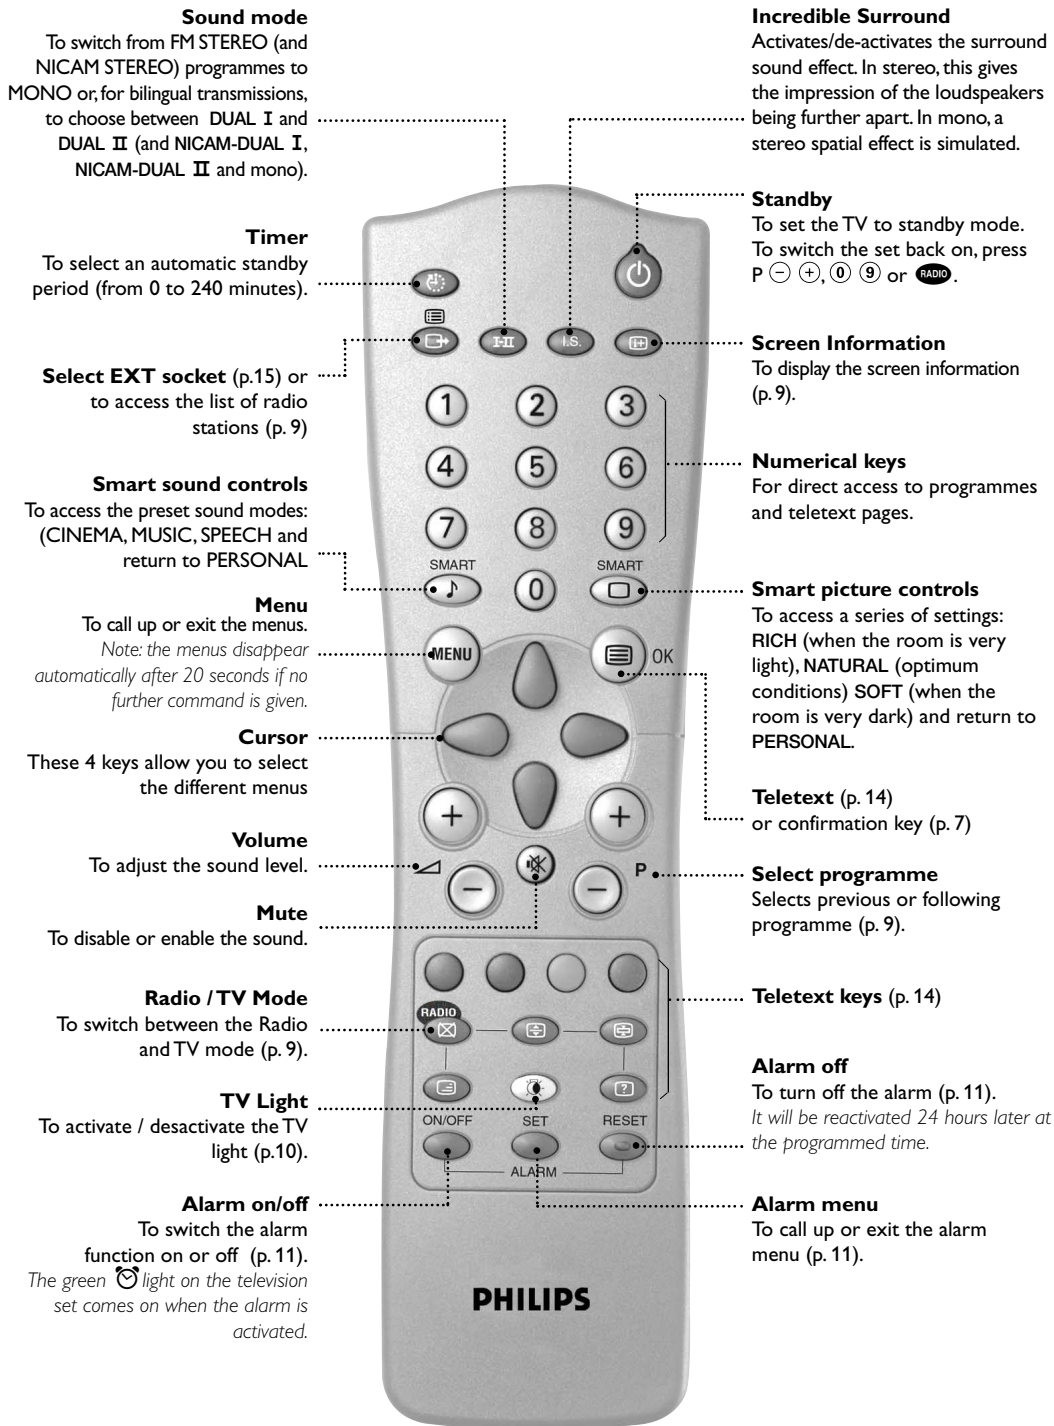 Sound mode
To switch from FM STEREO (and
NICAM STEREO) programmes to
MONO or, for bilingual transmissions,
to choose between DUAL I and
DUAL II (and NICAM-DUAL I,
NICAM-DUAL II and mono).
Timer
To select an automatic standby
period (from 0 to 240 minutes).
Select EXT socket (p.15) or
to access the list of radio
stations (p. 9)
Smart sound controls
To access the preset sound modes:
(CINEMA, MUSIC, SPEECH and
return to PERSONAL
Menu
To call up or exit the menus.
Note: the menus disappear
automatically after 20 seconds if no
further command is given.
Cursor
These 4 keys allow you to select
the different menus
Volume
To adjust the sound level.
Mute
To disable or enable the sound.
Radio / TV Mode
To switch between the Radio
and TV mode (p. 9).
TV Light
To activate / desactivate the TV
light (p.10).
Alarm on/off
To switch the alarm
function on or off (p. 11).
The green light on the television
set comes on when the alarm is
activated.
I-II
I.S.
i+
1 2 3
4 5 6
7 8 9
SMART
SMART
0
MENU
OK
+
+
P
−
−
RADIO
?
ON/OFF
SET
RESET
ALARM
PHILIPS
Incredible Surround
Activates/de-activates the surround
sound effect. In stereo, this gives
the impression of the loudspeakers
being further apart. In mono, a
stereo spatial effect is simulated.
Standby
To set the TV to standby mode.
To switch the set back on, press
P − +, 0 9 or RADIO.
Screen Information
To display the screen information
(p. 9).
Numerical keys
For direct access to programmes
and teletext pages.
Smart picture controls
To access a series of settings:
RICH (when the room is very
light), NATURAL (optimum
conditions) SOFT (when the
room is very dark) and return to
PERSONAL.
Teletext (p. 14)
or confirmation key (p. 7)
Select programme
Selects previous or following
programme (p. 9).
Teletext keys (p. 14)
Alarm off
To turn off the alarm (p. 11).
It will be reactivated 24 hours later at
the programmed time.
Alarm menu
To call up or exit the alarm
menu (p. 11).